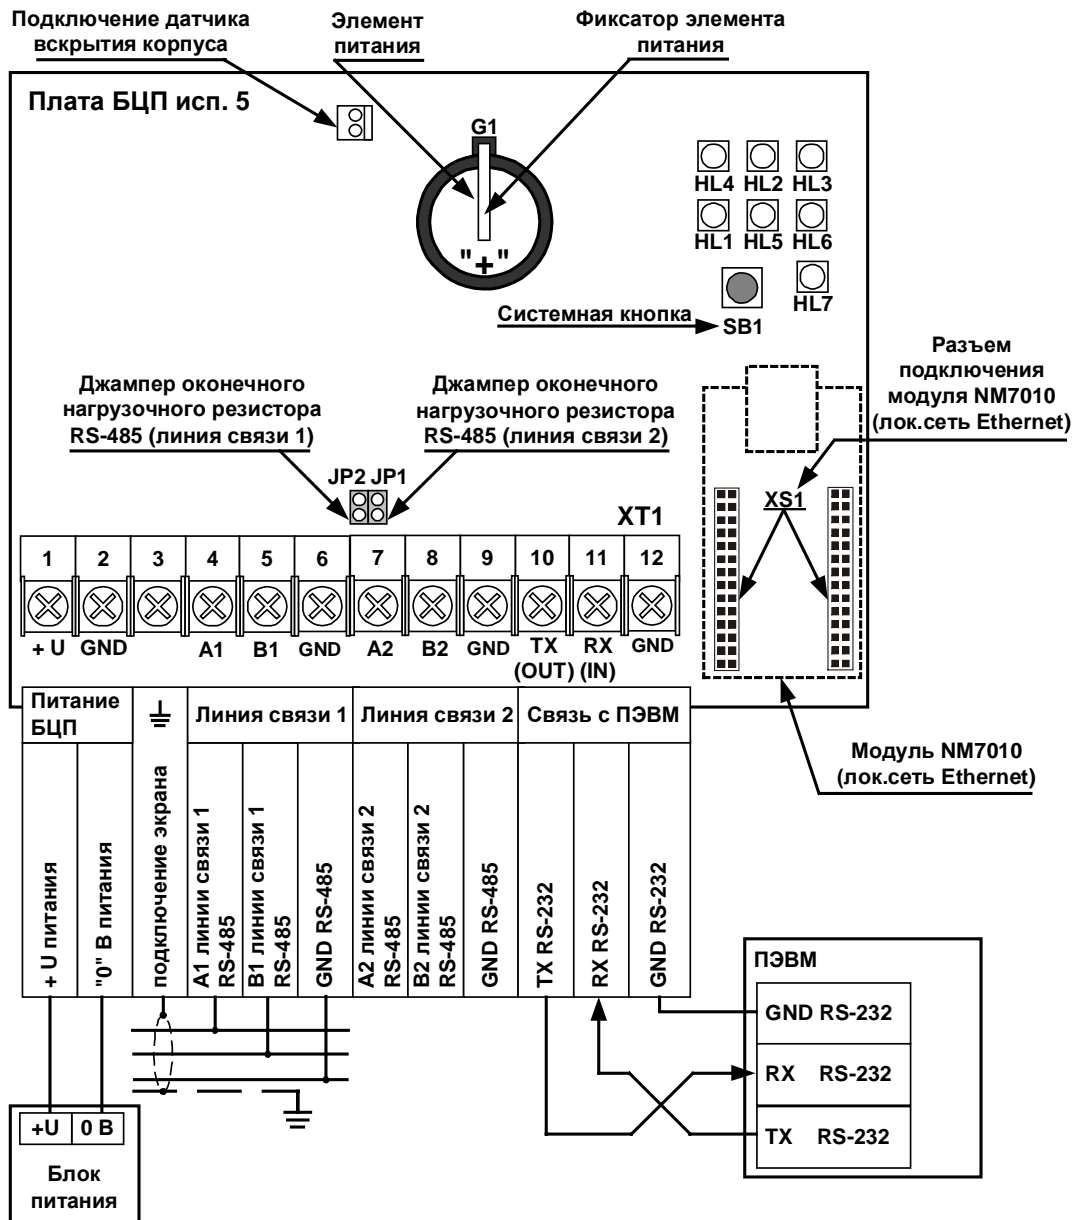 Подключение датчика
вскрытия корпуса
Элемент
питания
Фиксатор элемента
питания
Плата БЦП исп. 5
G1
"+"
HL4 HL2 HL3
HL1 HL5 HL6
HL7
Системная кнопка
SB1
Разъем
подключения
модуля NM7010
(лок.сеть Ethernet)
Джампер оконечного
нагрузочного резистора
RS-485 (линия связи 1)
Джампер оконечного
нагрузочного резистора
RS-485 (линия связи 2)
JP2 JP1
XS1
XT1
1 2 3 4 5 6 7 8 9 10 11 12
+ U GND A1 B1 GND A2 B2 GND TX RX GND
(OUT) (IN)
Питание
БЦП
Линия связи 1
Линия связи 2
Связь с ПЭВМ
Модуль NM7010
(лок.сеть Ethernet)
+ U питания
"0" В питания
подключение экрана
A1 линии связи 1
RS-485
B1 линии связи 1
RS-485
GND RS-485
A2 линии связи 2
RS-485
B2 линии связи 2
RS-485
GND RS-485
TX RS-232
RX RS-232
GND RS-232
ПЭВМ
GND RS-232
RX RS-232
TX RS-232
+U 0 В
Блок
питания